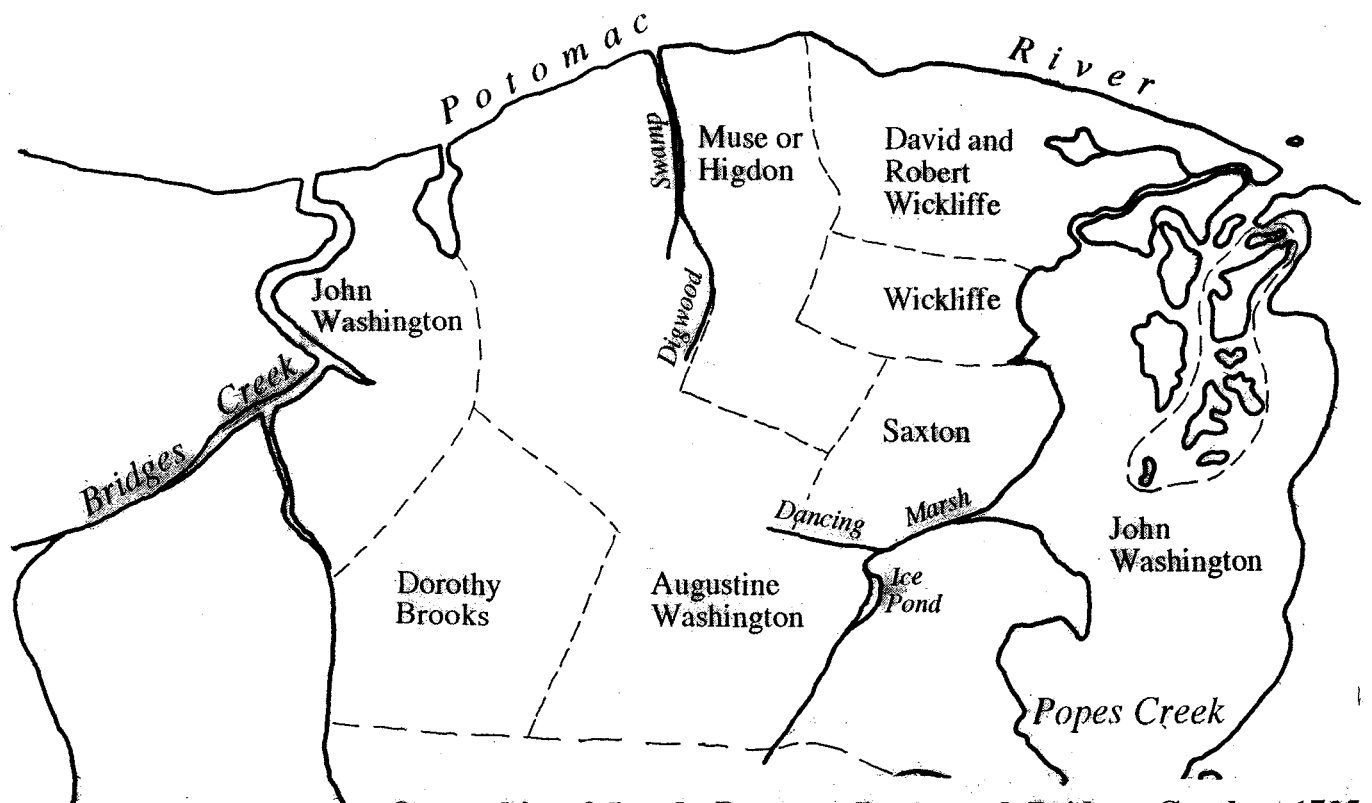 Potomac
River
Swamp
Muse or
Higdon
David and
Robert
Wickliffe
Digwood
Wickliffe
John
Washington
Bridges Creek
Saxton
Dancing Marsh
Ice
Pond
John
Washington
Dorothy
Brooks
Augustine
Washington
Popes Creek